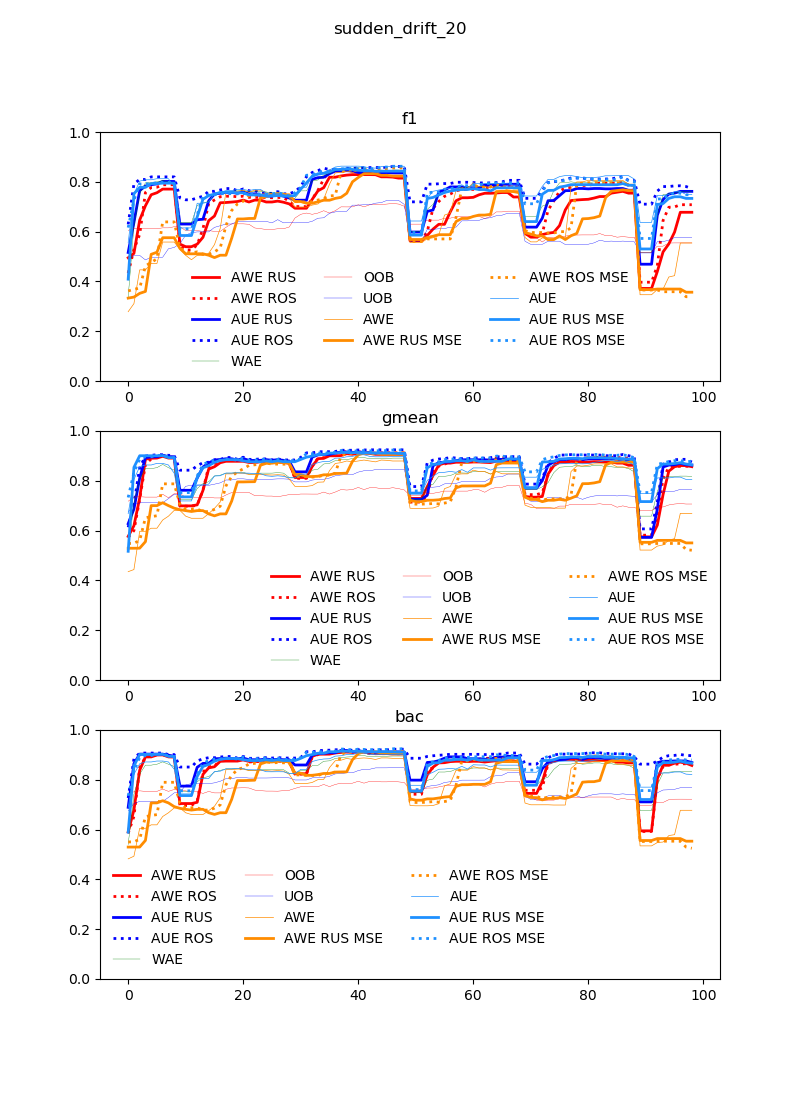 sudden_drift_20
f1
1.0
0.8
0.6
0.4
0.2
0.0
AWE RUS OOB AWE ROS MSE
AWE ROS UOB AUE
AUE RUS AWE AUE RUS MSE
AUE ROS AWE RUS MSE AUE ROS MSE
WAE
0 20 40 60 80 100
gmean
1.0
0.8
0.6
0.4
0.2
0.0
AWE RUS OOB AWE ROS MSE
AWE ROS UOB AUE
AUE RUS AWE AUE RUS MSE
AUE ROS AWE RUS MSE AUE ROS MSE
WAE
0 20 40 60 80 100
bac
1.0
0.8
0.6
0.4
0.2
0.0
AWE RUS OOB AWE ROS MSE
AWE ROS UOB AUE
AUE RUS AWE AUE RUS MSE
AUE ROS AWE RUS MSE AUE ROS MSE
WAE
0 20 40 60 80 100